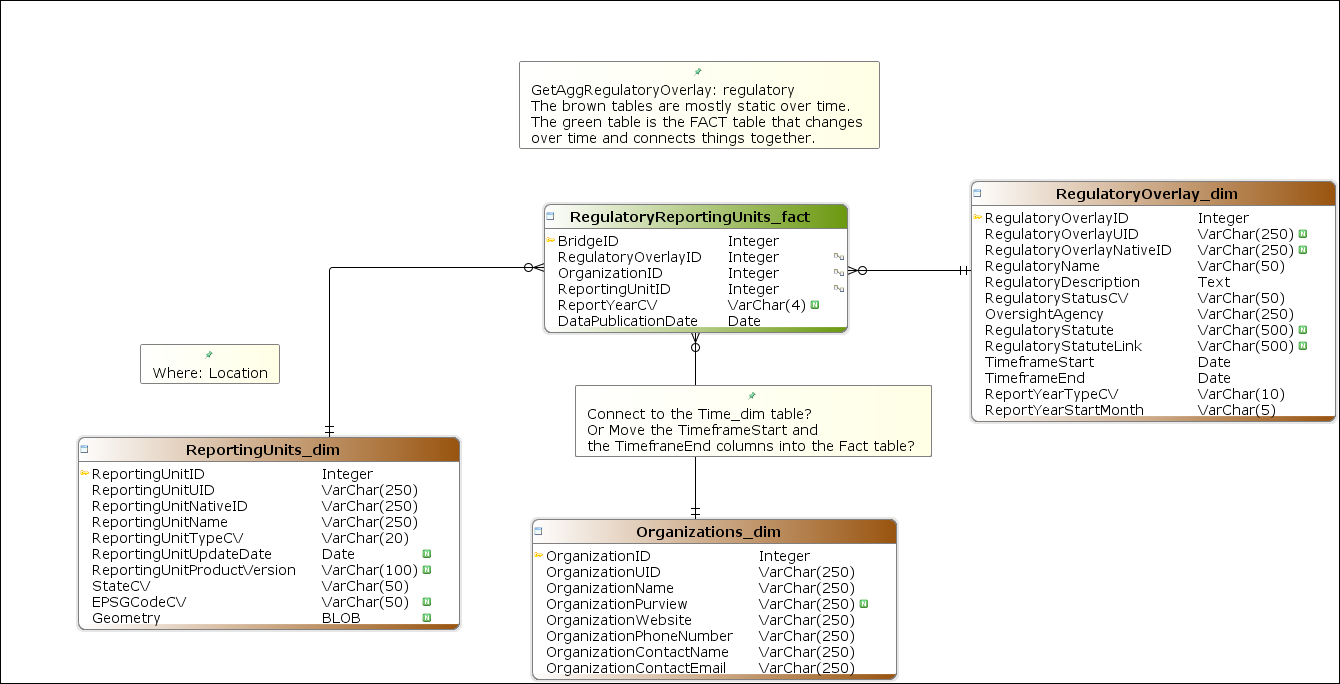 GetAggRegulatoryOverlay: regulatory
The brown tables are mostly static over time.
The green table is the FACT table that changes
over time and connects things together.
RegulatoryReportingUnits_fact
BridgeID Integer
RegulatoryOverlayID Integer
OrganizationID Integer
ReportingUnitID Integer
ReportYearCV VarChar(4) N
DataPublicationDate Date
RegulatoryOverlay_dim
RegulatoryOverlayID Integer
RegulatoryOverlayUID VarChar(250) N
RegulatoryOverlayNativeID VarChar(250) N
RegulatoryName VarChar(50)
RegulatoryDescription Text
RegulatoryStatusCV VarChar(50)
OversightAgency VarChar(250)
RegulatoryStatute VarChar(500) N
RegulatoryStatuteLink VarChar(500) N
TimeframeStart Date
TimeframeEnd Date
ReportYearTypeCV VarChar(10)
ReportYearStartMonth VarChar(5)
Where: Location
Connect to the Time_dim table?
Or Move the TimeframeStart and
the TimefraneEnd columns into the Fact table?
ReportingUnits_dim
ReportingUnitID Integer
ReportingUnitUID VarChar(250)
ReportingUnitNativeID VarChar(250)
ReportingUnitName VarChar(250)
ReportingUnitTypeCV VarChar(20)
ReportingUnitUpdateDate Date N
ReportingUnitProductVersion VarChar(100) N
StateCV VarChar(50)
EPSGCodeCV VarChar(50) N
Geometry BLOB N
Organizations_dim
OrganizationID Integer
OrganizationUID VarChar(250)
OrganizationName VarChar(250)
OrganizationPurview VarChar(250) N
OrganizationWebsite VarChar(250)
OrganizationPhoneNumber VarChar(250)
OrganizationContactName VarChar(250)
OrganizationContactEmail VarChar(250)